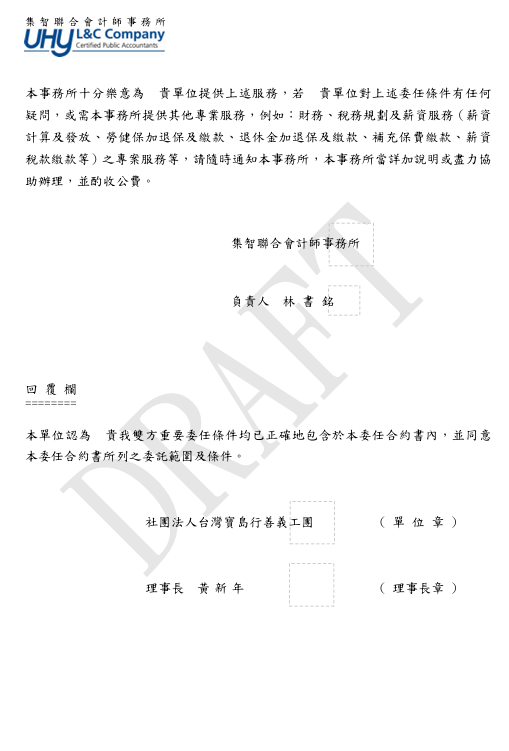 集智聯合會計師事務所
UHY L&C Company
Certified Public Accountants
本事務所十分樂意為　貴單位提供上述服務，若　貴單位對上述委任條件有任何
疑問，或需本事務所提供其他專業服務，例如：財務、稅務規劃及薪資服務（薪資
計算及發放、勞健保加退保及繳款、退休金加退保及繳款、補充保費繳款、薪資
稅款繳款等）之專業服務等，請隨時通知本事務所，本事務所當詳加說明或盡力協
助辦理，並酌收公費。
集智聯合會計師事務所
負責人　林 書 銘
DRAFT
回 覆 欄
========
本單位認為　貴我雙方重要委任條件均已正確地包含於本委任合約書內，並同意
本委任合約書所列之委託範圍及條件。
社團法人台灣寶島行善義工團　（ 單 位 章 ）
理事長　黃 新 年　（ 理事長章 ）